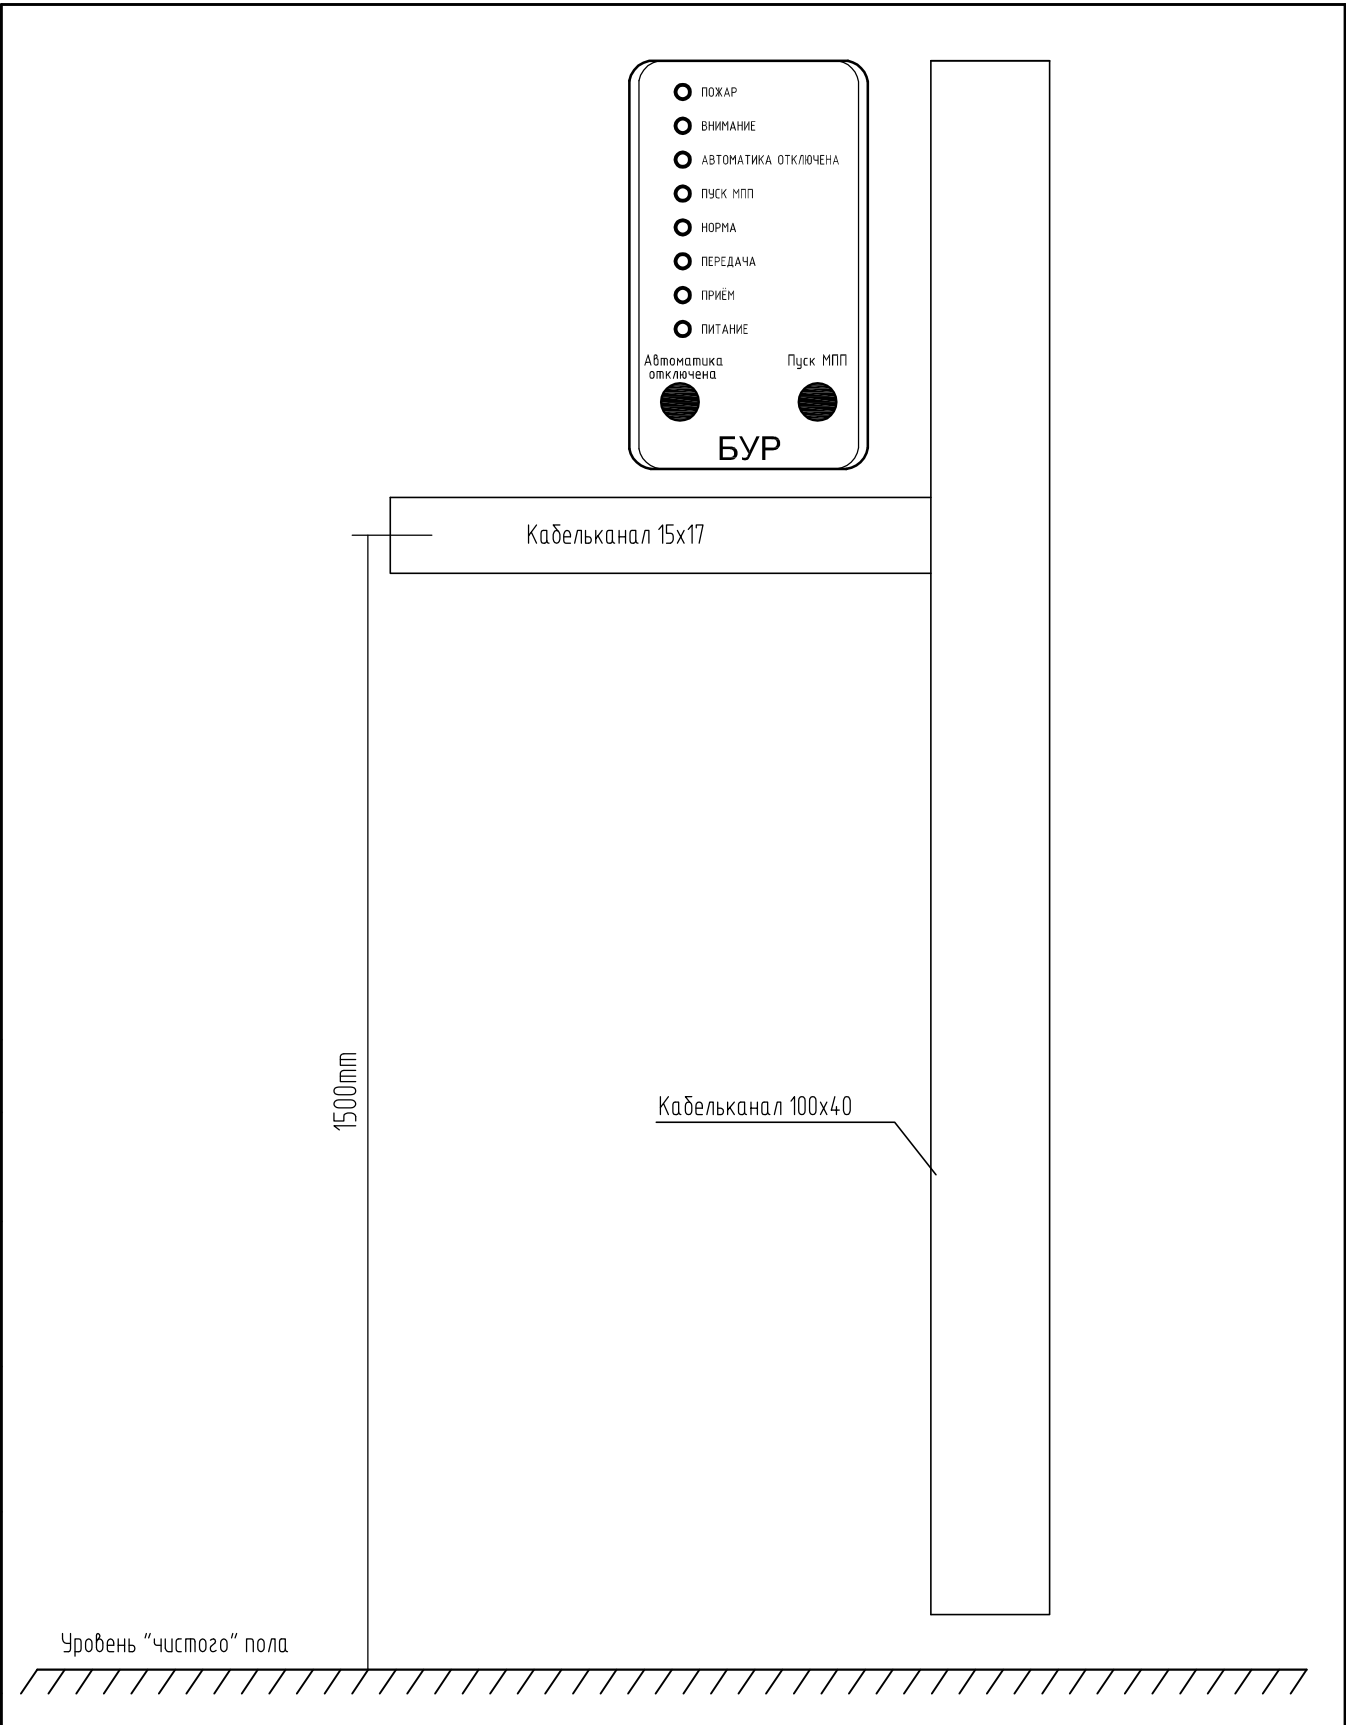 ПОЖАР
ВНИМАНИЕ
АВТОМАТИКА ОТКЛЮЧЕНА
ПУСК МПП
НОРМА
ПЕРЕДАЧА
ПРИЁМ
ПИТАНИЕ
Автоматика
отключена
Пуск МПП
БУР
Кабельканал 15х17
1500mm
Кабельканал 100х40
Уровень "чистого" пола